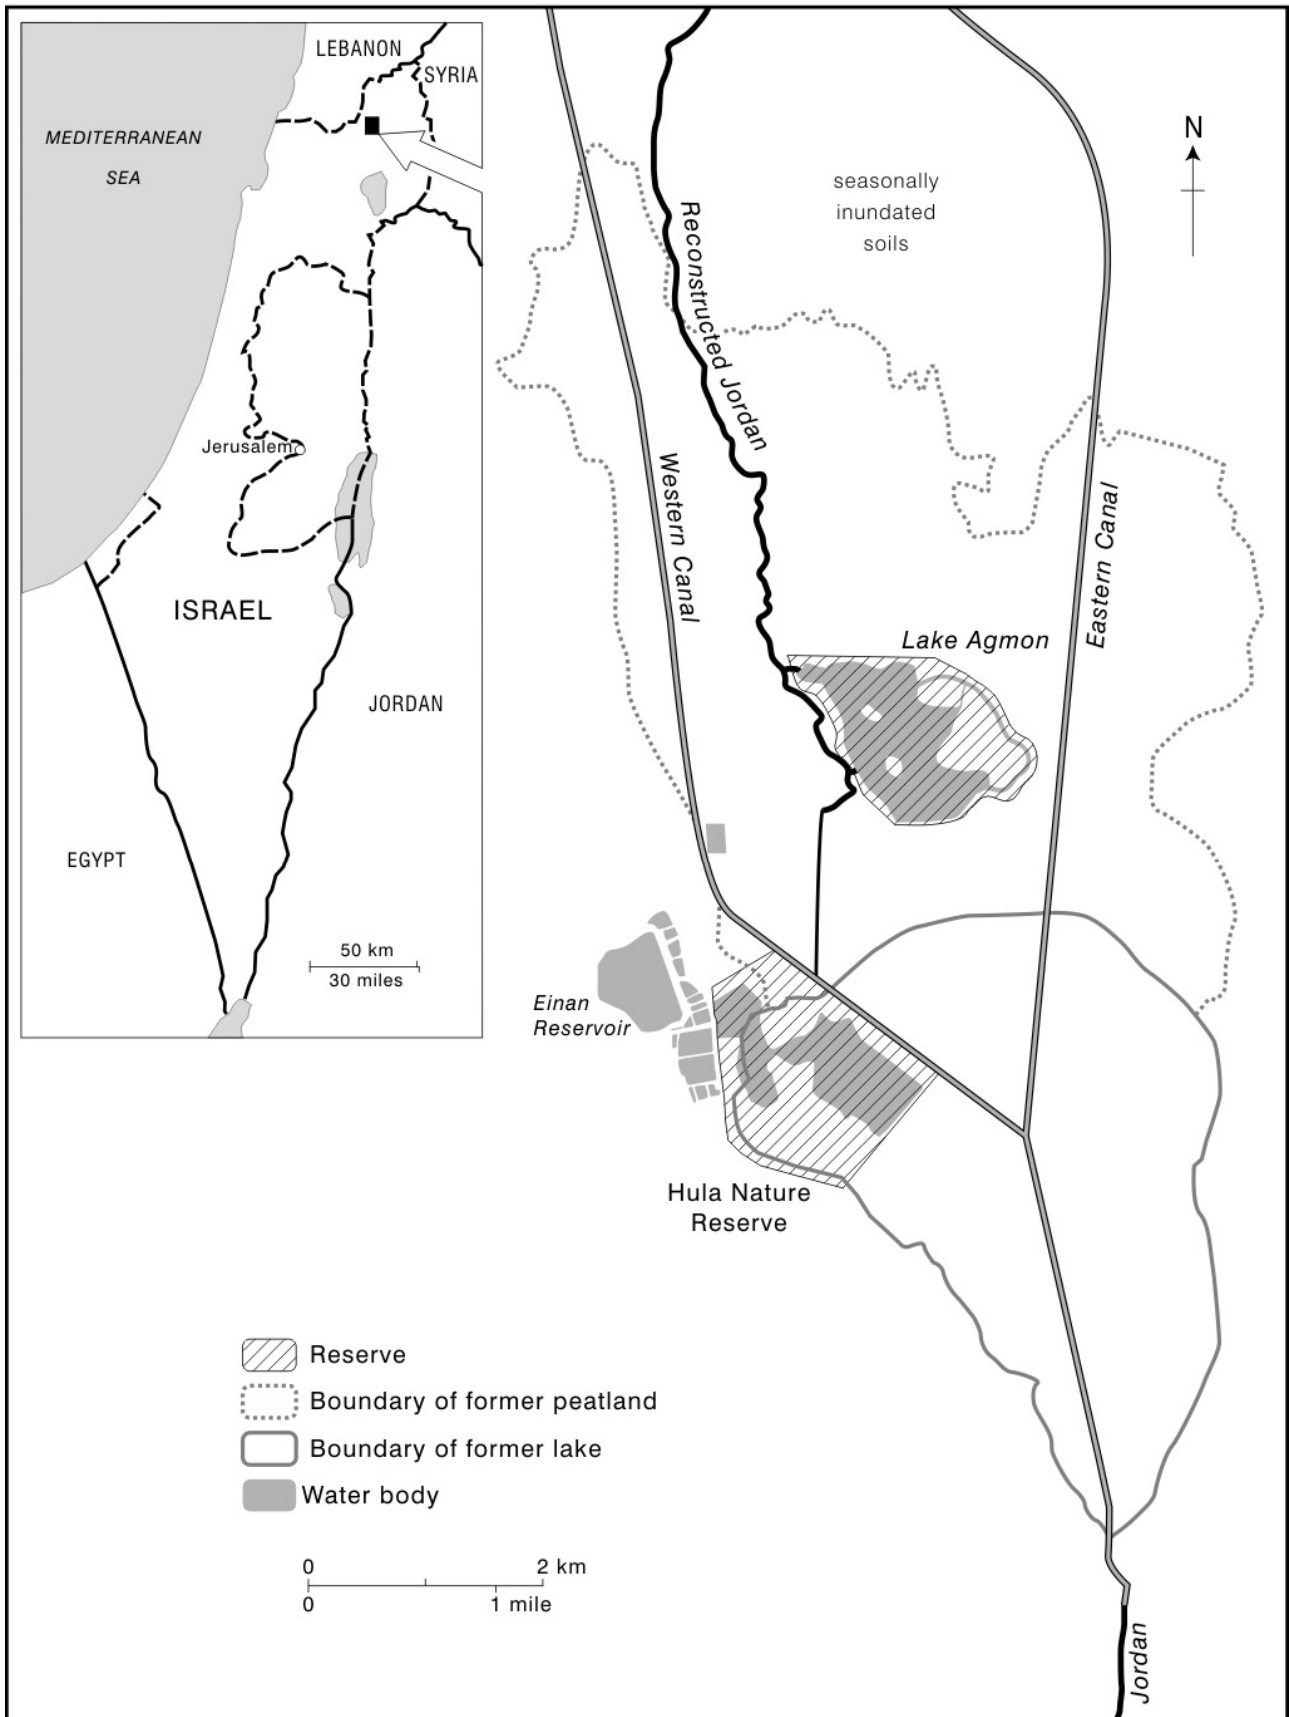 LEBANON
SYRIA
MEDITERRANEAN
SEA
Jerusalem
ISRAEL
JORDAN
EGYPT
50 km
30 miles
N
seasonally
inundated
soils
Reconstructed Jordan
Western Canal
Eastern Canal
Lake Agmon
Einan
Reservoir
Hula Nature
Reserve
Reserve
Boundary of former peatland
Boundary of former lake
Water body
0 2 km
0 1 mile
Jordan